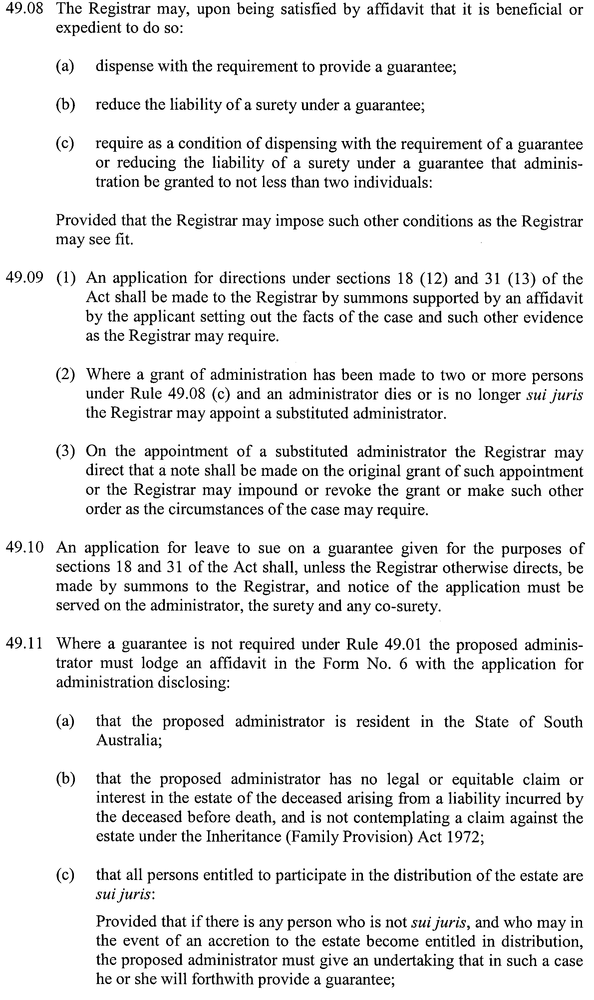 49.08 The Registrar may, upon being satisfied by affidavit that it is beneficial or
expedient to do so:
(a) dispense with the requirement to provide a guarantee;
(b) reduce the liability of a surety under a guarantee;
(c) require as a condition of dispensing with the requirement of a guarantee
or reducing the liability of a surety under a guarantee that adminis-
tration be granted to not less than two individuals:
Provided that the Registrar may impose such other conditions as the Registrar
may see fit.
49.09 (1) An application for directions under sections 18 (12) and 31 (13) of the
Act shall be made to the Registrar by summons supported by an affidavit
by the applicant setting out the facts of the case and such other evidence
as the Registrar may require.
(2) Where a grant of administration has been made to two or more persons
under Rule 49.08 (c) and an administrator dies or is no longer sui juris
the Registrar may appoint a substituted administrator.
(3) On the appointment of a substituted administrator the Registrar may
direct that a note shall be made on the original grant of such appointment
or the Registrar may impound or revoke the grant or make such other
order as the circumstances of the case may require.
49.10 An application for leave to sue on a guarantee given for the purposes of
sections 18 and 31 of the Act shall, unless the Registrar otherwise directs, be
made by summons to the Registrar, and notice of the application must be
served on the administrator, the surety and any co-surety.
49.11 Where a guarantee is not required under Rule 49.01 the proposed adminis-
trator must lodge an affidavit in the Form No. 6 with the application for
administration disclosing:
(a) that the proposed administrator is resident in the State of South
Australia;
(b) that the proposed administrator has no legal or equitable claim or
interest in the estate of the deceased arising from a liability incurred by
the deceased before death, and is not contemplating a claim against the
estate under the Inheritance (Family Provision) Act 1972;
(c) that all persons entitled to participate in the distribution of the estate are
sui juris:
Provided that if there is any person who is not sui juris, and who may in
the event of an accretion to the estate become entitled in distribution,
the proposed administrator must give an undertaking that in such a case
he or she will forthwith provide a guarantee;